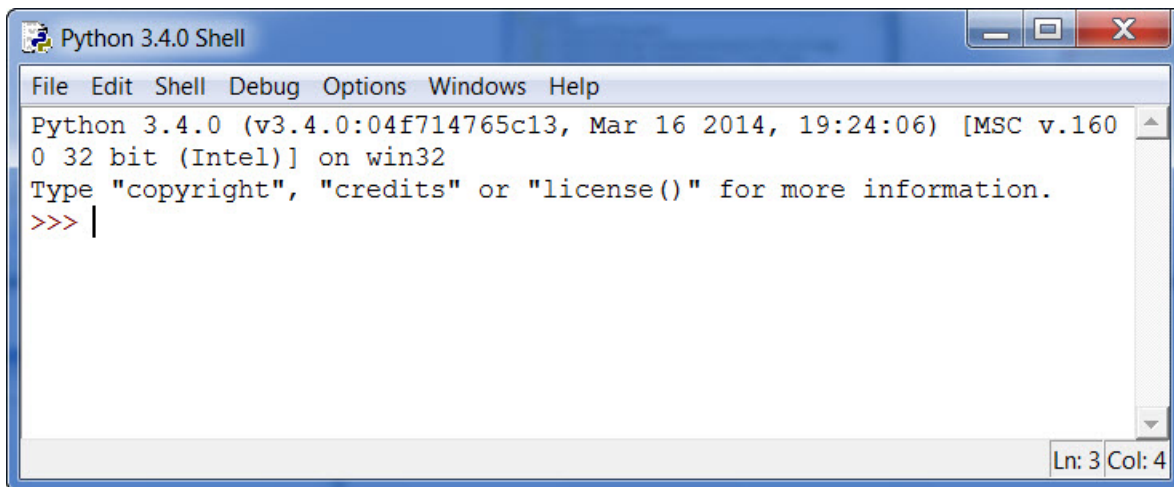 Python 3.4.0 Shell
File Edit Shell Debug Options Windows Help
Python 3.4.0 (v3.4.0:04f714765c13, Mar 16 2014, 19:24:06) [MSC v.160
0 32 bit (Intel)] on win32
Type "copyright", "credits" or "license()" for more information.
>>>
Ln: 3 Col: 4